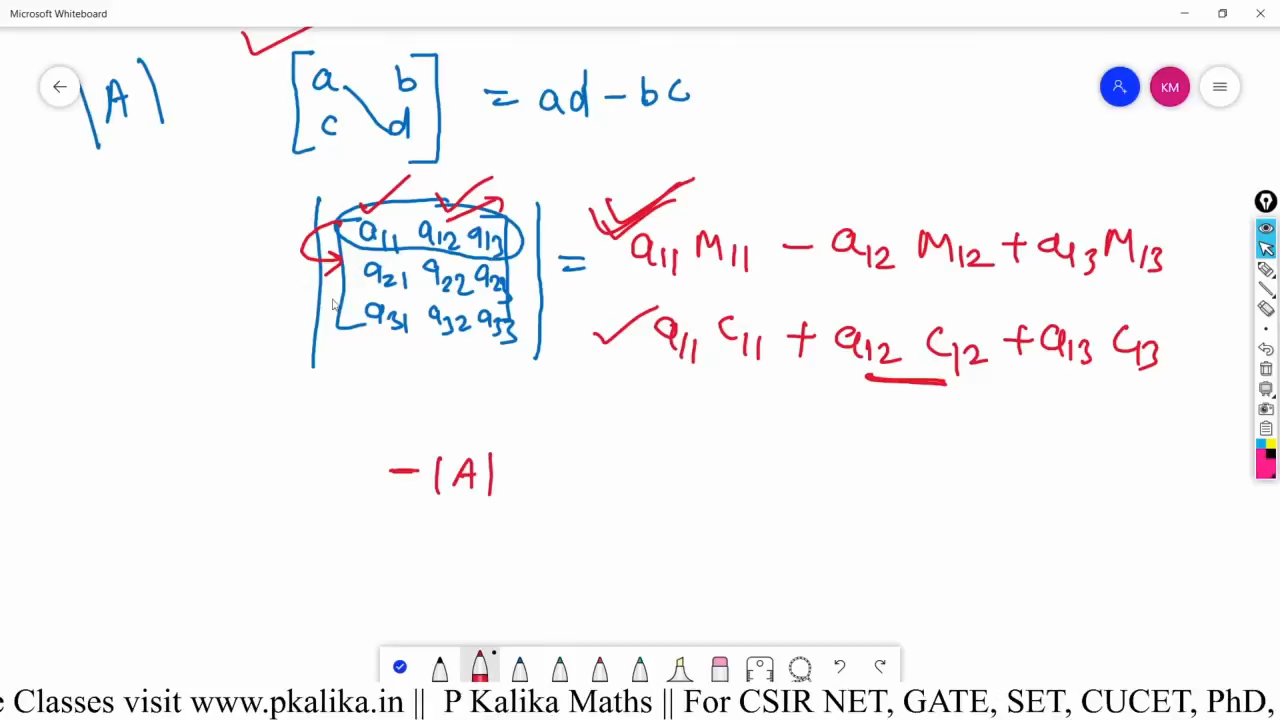 Microsoft Whiteboard
|A| [a b = ad - bc
c d]
KM
a11 a12 a13 = a11 M11 - a12 M12 + a13 M13
a21 a22 a23
a31 a32 a33 a11 C11 + a12 C12 + a13 C13
- |A|
e Classes visit www.pkalika.in || P Kalika Maths || For CSIR NET, GATE, SET, CUCET, PhD,